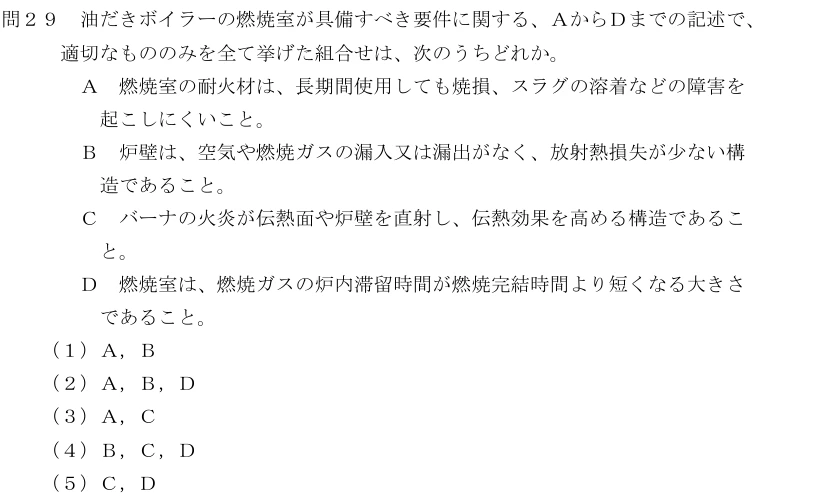 問29　油だきボイラーの燃焼室が具備すべき要件に関する、AからDまでの記述で、
適切なもののみを全て挙げた組合せは、次のうちどれか。
A　燃焼室の耐火材は、長期間使用しても焼損、スラグの溶着などの障害を
起こしにくいこと。
B　炉壁は、空気や燃焼ガスの漏入又は漏出がなく、放射熱損失が少ない構
造であること。
C　バーナの火炎が伝熱面や炉壁を直射し、伝熱効果を高める構造であるこ
と。
D　燃焼室は、燃焼ガスの炉内滞留時間が燃焼完結時間より短くなる大きさ
であること。
(1) A，B
(2) A，B，D
(3) A，C
(4) B，C，D
(5) C，D